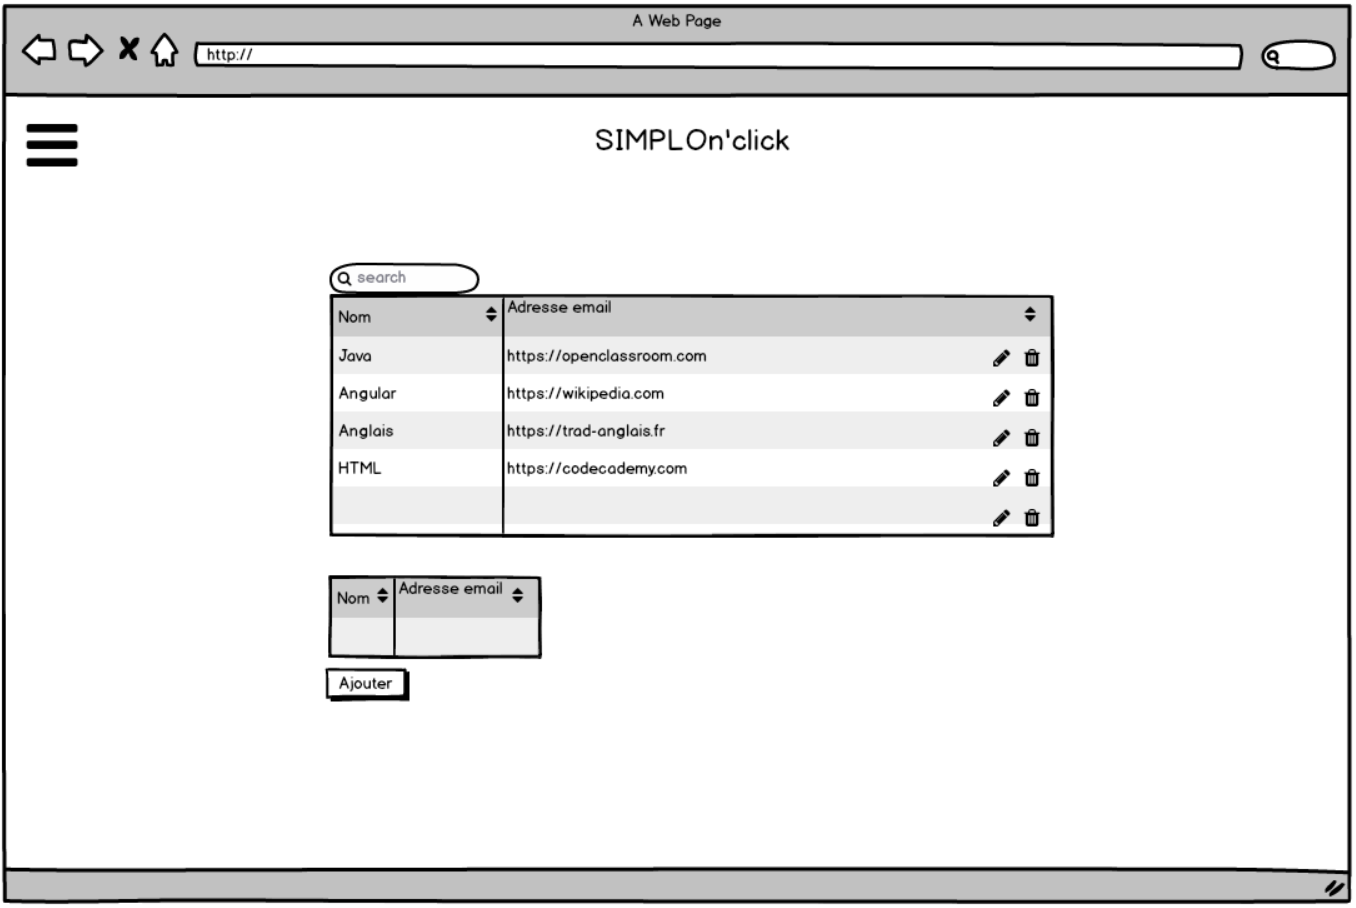 A Web Page
http://
SIMPLOn'click
search
Nom Adresse email
Java https://openclassroom.com
Angular https://wikipedia.com
Anglais https://trad-anglais.fr
HTML https://codecademy.com
Nom Adresse email
Ajouter